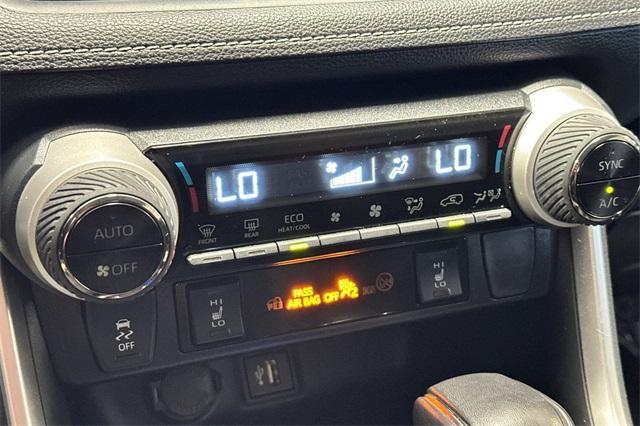 LO
LO
SYNC
A/C
AUTO
OFF
FRONT
REAR
ECO
HEAT/COOL
PASS
AIR BAG OFF
HI
LO
HI
LO
OFF